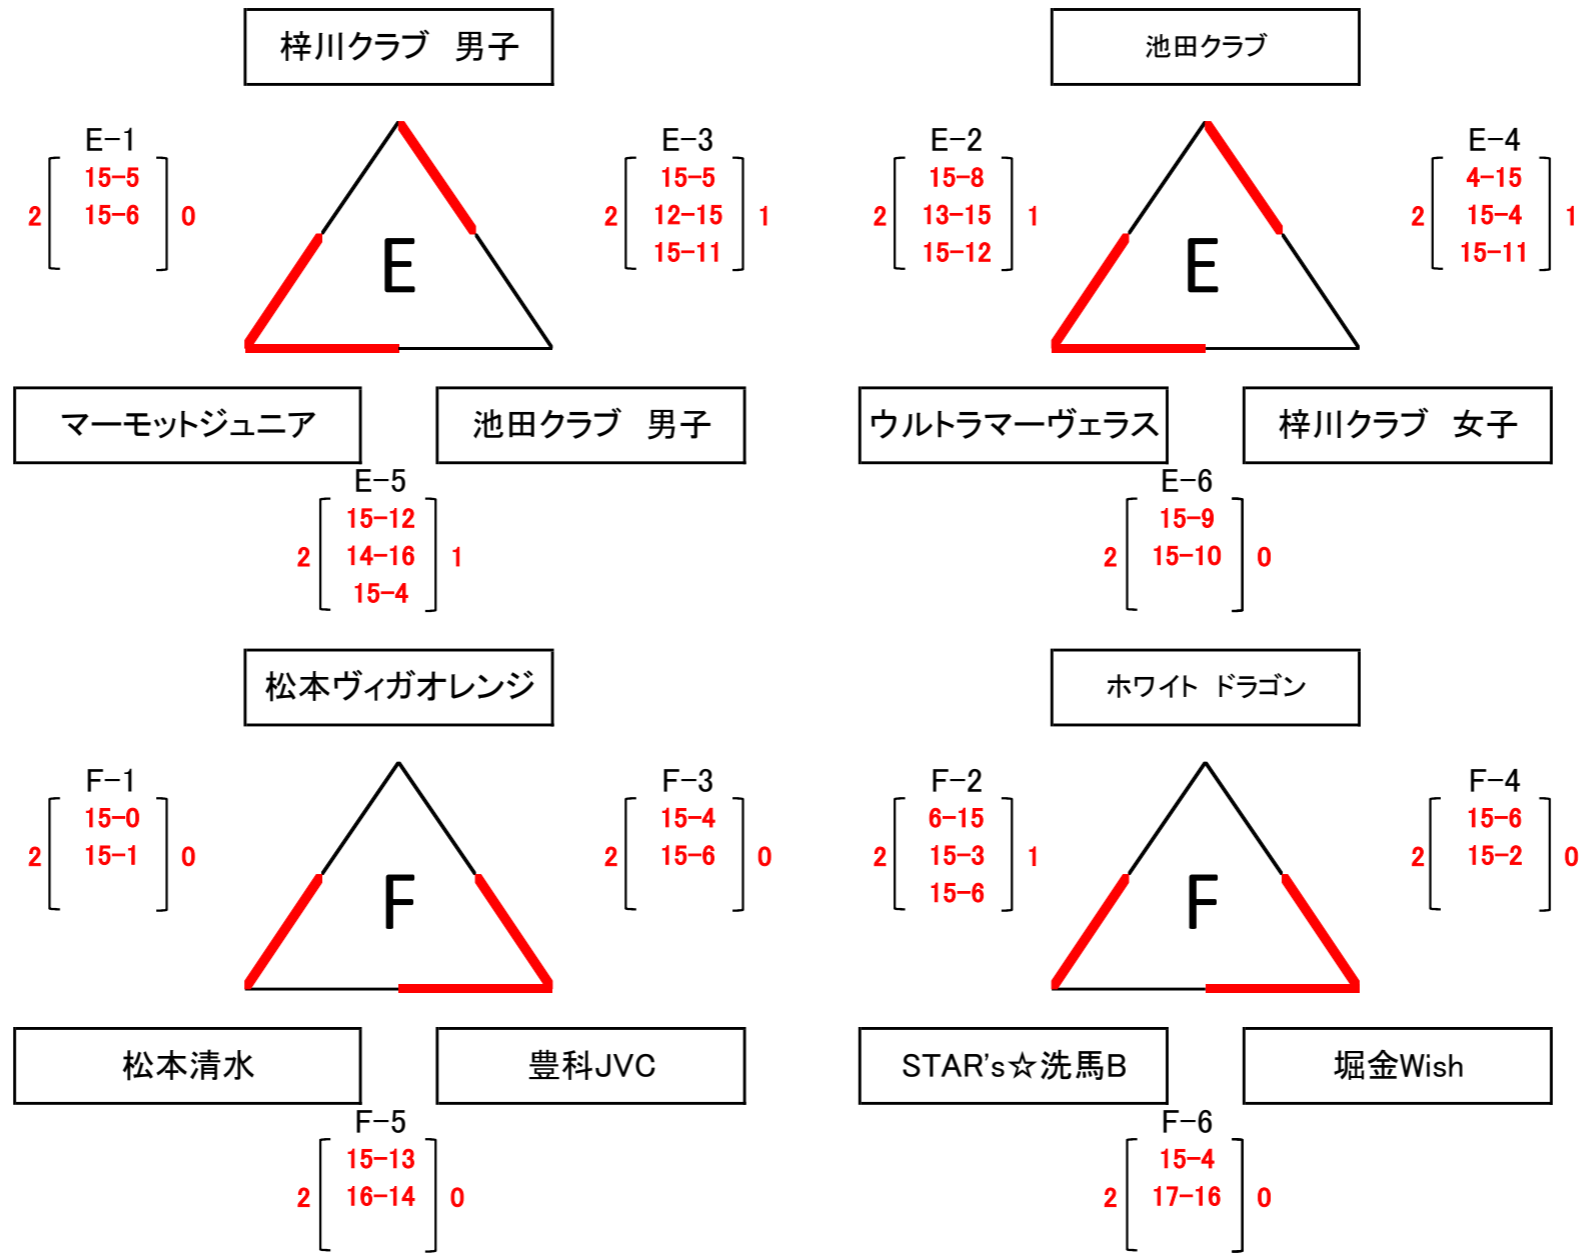 梓川クラブ　男子
池田クラブ
E-1
E-3
E-2
E-4
15-5
15-5
15-8
4-15
2 15-6 0
2 12-15 1
2 13-15 1
2 15-4 1
15-11
15-12
15-11
E
E
マーモットジュニア
池田クラブ　男子
ウルトラマーヴェラス
梓川クラブ　女子
E-5
E-6
15-12
15-9
2 14-16 1
2 15-10 0
15-4
松本ヴィガオレンジ
ホワイト　ドラゴン
F-1
F-3
F-2
F-4
15-0
15-4
6-15
15-6
2 15-1 0
2 15-6 0
2 15-3 1
2 15-2 0
15-6
F
F
松本清水
豊科JVC
STAR's☆洗馬B
堀金Wish
F-5
F-6
15-13
15-4
2 16-14 0
2 17-16 0